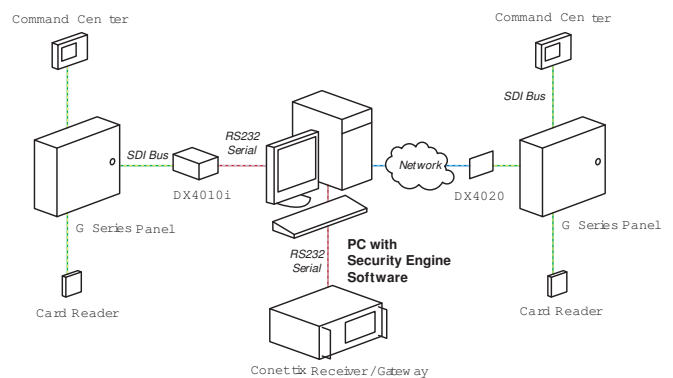 Command Center
Command Center
SDI Bus
RS232
Serial
SDI Bus
Network
DX4010i
DX4020
G Series Panel
G Series Panel
RS232
Serial
PC with
Security Engine
Software
Card Reader
Card Reader
Conettix Receiver/Gateway